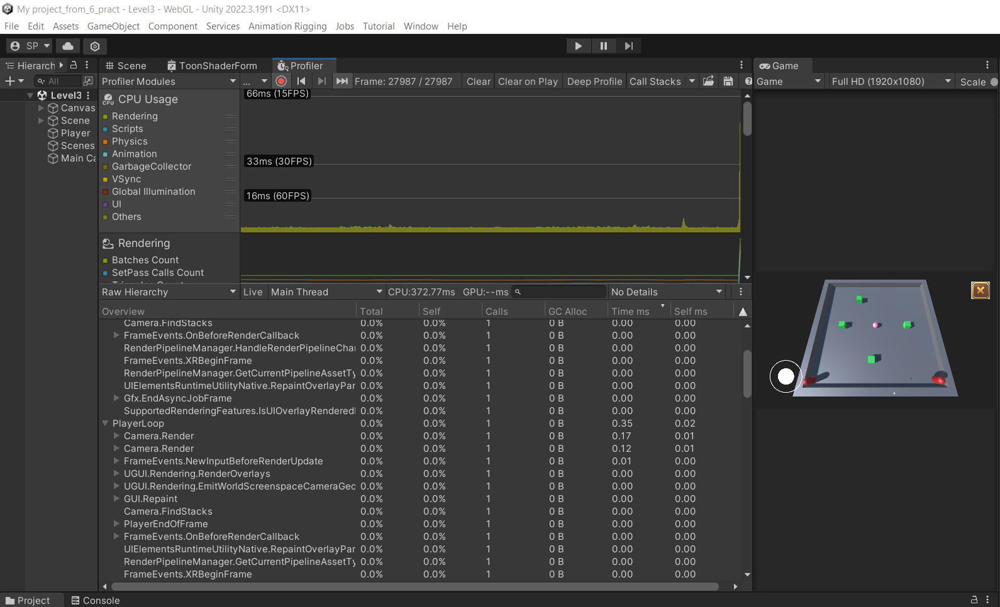 My project_from_6_pract - Level3 - WebGL - Unity 2022.3.19f1 <DX11>
File Edit Assets GameObject Component Services Animation Rigging Jobs Tutorial Window Help
SP
Hierarch
Scene ToonShaderForm Profiler
Game
All
Profiler Modules ... Frame: 27987 / 27987 Clear Clear on Play Deep Profile Call Stacks
Game Full HD (1920x1080) Scale
Level3
Canvas
Scene
Player
Scenes
Main Ca
CPU Usage
Rendering
Scripts
Physics
Animation
GarbageCollector
VSync
Global Illumination
UI
Others
66ms (15FPS)
33ms (30FPS)
16ms (60FPS)
Rendering
Batches Count
SetPass Calls Count
Raw Hierarchy Live Main Thread CPU:372.77ms GPU:--ms No Details
Overview Total Self Calls GC Alloc Time ms Self ms
Camera.FindStacks 0.0% 0.0% 1 0 B 0.00 0.00
FrameEvents.OnBeforeRenderCallback 0.0% 0.0% 1 0 B 0.00 0.00
RenderPipelineManager.HandleRenderPipelineChar 0.0% 0.0% 1 0 B 0.00 0.00
FrameEvents.XRBeginFrame 0.0% 0.0% 1 0 B 0.00 0.00
RenderPipelineManager.GetCurrentPipelineAssetTy 0.0% 0.0% 1 0 B 0.00 0.00
UIElementsRuntimeUtilityNative.RepaintOverlayPar 0.0% 0.0% 1 0 B 0.00 0.00
Gfx.EndAsyncJobFrame 0.0% 0.0% 1 0 B 0.00 0.00
SupportedRenderingFeatures.IsUIOverlayRendered 0.0% 0.0% 1 0 B 0.00 0.00
PlayerLoop 0.0% 0.0% 1 0 B 0.35 0.02
Camera.Render 0.0% 0.0% 1 0 B 0.17 0.01
Camera.Render 0.0% 0.0% 1 0 B 0.12 0.01
FrameEvents.NewInputBeforeRenderUpdate 0.0% 0.0% 1 0 B 0.01 0.00
UGUI.Rendering.RenderOverlays 0.0% 0.0% 1 0 B 0.00 0.00
UGUI.Rendering.EmitWorldScreenspaceCameraGeo 0.0% 0.0% 1 0 B 0.00 0.00
GUI.Repaint 0.0% 0.0% 1 0 B 0.00 0.00
Camera.FindStacks 0.0% 0.0% 1 0 B 0.00 0.00
PlayerEndOfFrame 0.0% 0.0% 1 0 B 0.00 0.00
FrameEvents.OnBeforeRenderCallback 0.0% 0.0% 1 0 B 0.00 0.00
UIElementsRuntimeUtilityNative.RepaintOverlayPar 0.0% 0.0% 1 0 B 0.00 0.00
RenderPipelineManager.GetCurrentPipelineAssetTy 0.0% 0.0% 1 0 B 0.00 0.00
FrameEvents.XRBeginFrame 0.0% 0.0% 1 0 B 0.00 0.00
Project Console